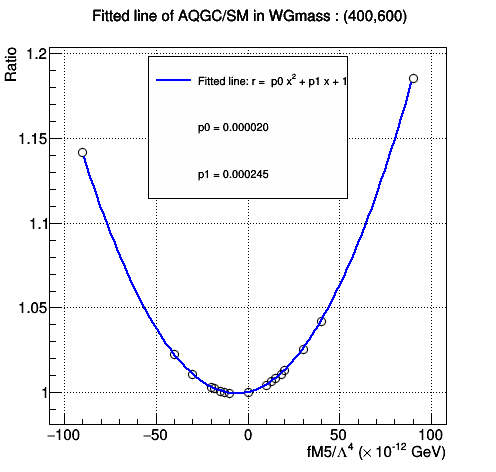 Fitted line of AQGC/SM in WGmass : (400,600)
Ratio
1.2
1.15
1.1
1.05
1
Fitted line: r = p0 x² + p1 x + 1
p0 = 0.000020
p1 = 0.000245
−100 −50 0 50 100
fM5/Λ⁴ (× 10⁻¹² GeV)